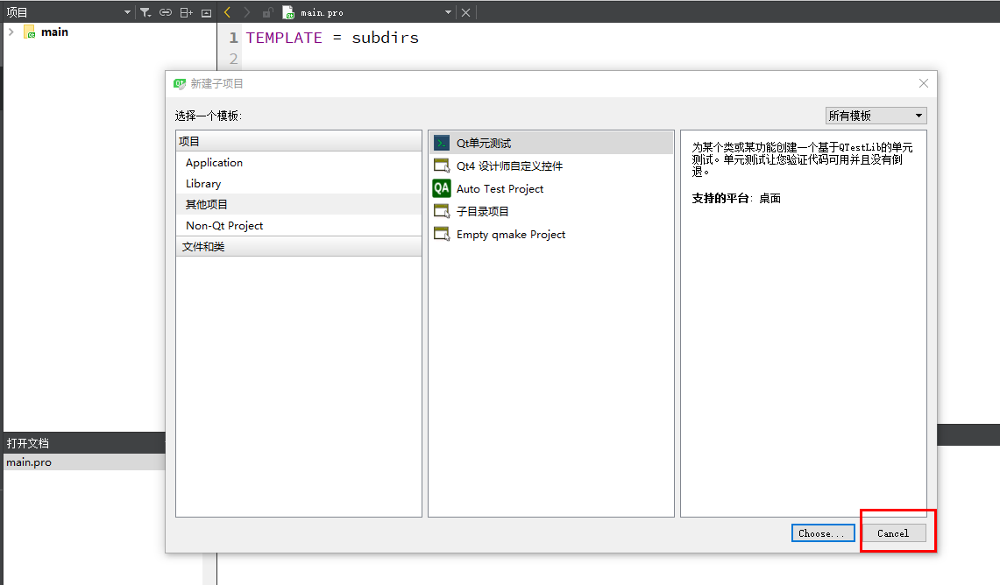 项目
main.pro
main
1 TEMPLATE = subdirs
2
新建子项目
选择一个模板:
所有模板
项目
Application
Library
其他项目
Non-Qt Project
文件和类
Qt单元测试
Qt4 设计师自定义控件
QA Auto Test Project
子目录项目
Empty qmake Project
为某个类或某功能创建一个基于QTestLib的单元
测试。单元测试让您验证代码可用并且没有倒
退。
支持的平台: 桌面
打开文档
main.pro
Choose...
Cancel